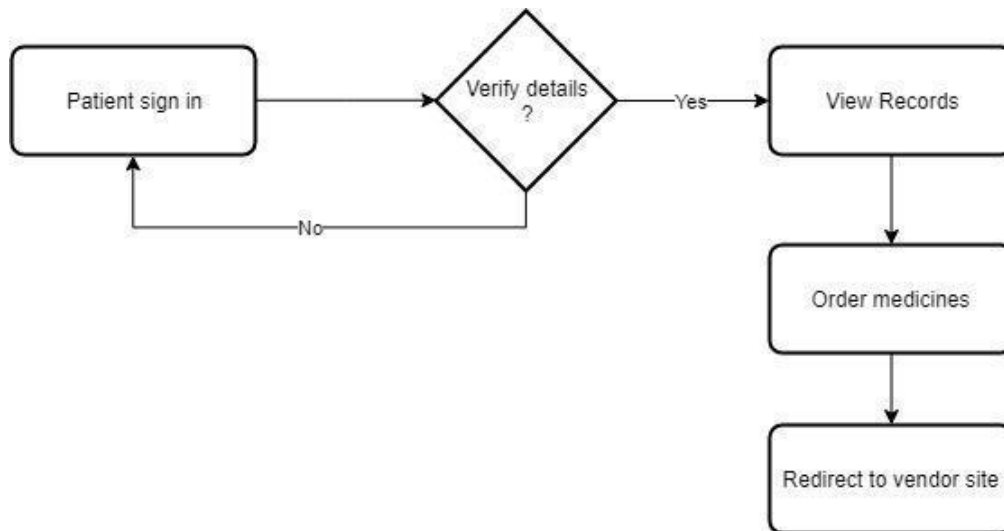 Patient sign in
Verify details
?
Yes
View Records
No
Order medicines
Redirect to vendor site